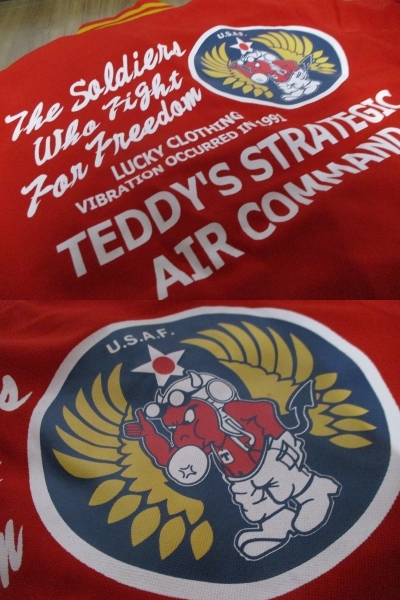 The Soldiers
Who Fight
For Freedom
U.S.A.F.
LUCKY CLOTHING
VIBRATION OCCURRED IN 1991
TEDDY'S STRATEGIC
AIR COMMAND
U.S.A.F.